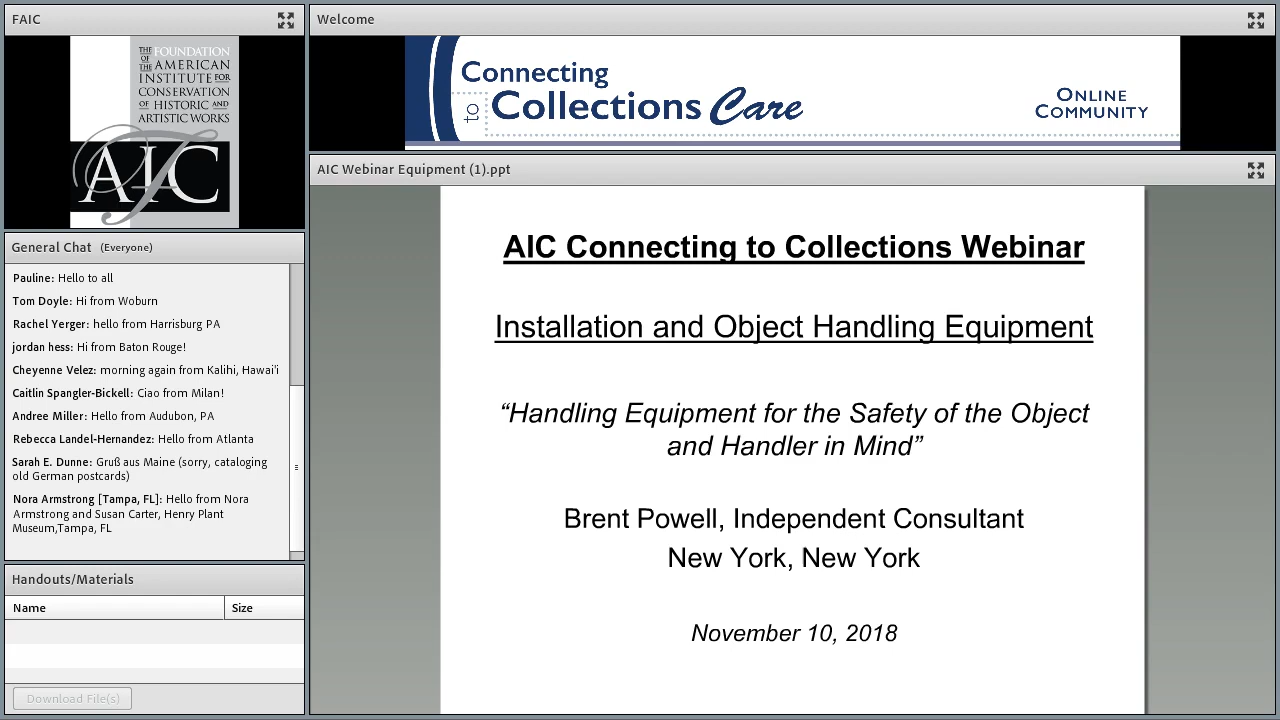 FAIC
THE FOUNDATION
OF THE AMERICAN
INSTITUTE FOR
CONSERVATION
OF HISTORIC AND
ARTISTIC WORKS
FAIC
Welcome
Connecting
to Collections Care
ONLINE
COMMUNITY
General Chat (Everyone)
Pauline: Hello to all
Tom Doyle: Hi from Woburn
Rachel Yerger: hello from Harrisburg PA
jordan hess: Hi from Baton Rouge!
Cheyenne Velez: morning again from Kalihi, Hawai'i
Caitlin Spangler-Bickell: Ciao from Milan!
Andree Miller: Hello from Audubon, PA
Rebecca Landel-Hernandez: Hello from Atlanta
Sarah E. Dunne: Gruß aus Maine (sorry, cataloging
old German postcards)
Nora Armstrong [Tampa, FL]: Hello from Nora
Armstrong and Susan Carter, Henry Plant
Museum,Tampa, FL
Handouts/Materials
Name Size
Download File(s)
AIC Webinar Equipment (1).ppt
AIC Connecting to Collections Webinar
Installation and Object Handling Equipment
“Handling Equipment for the Safety of the Object
and Handler in Mind”
Brent Powell, Independent Consultant
New York, New York
November 10, 2018